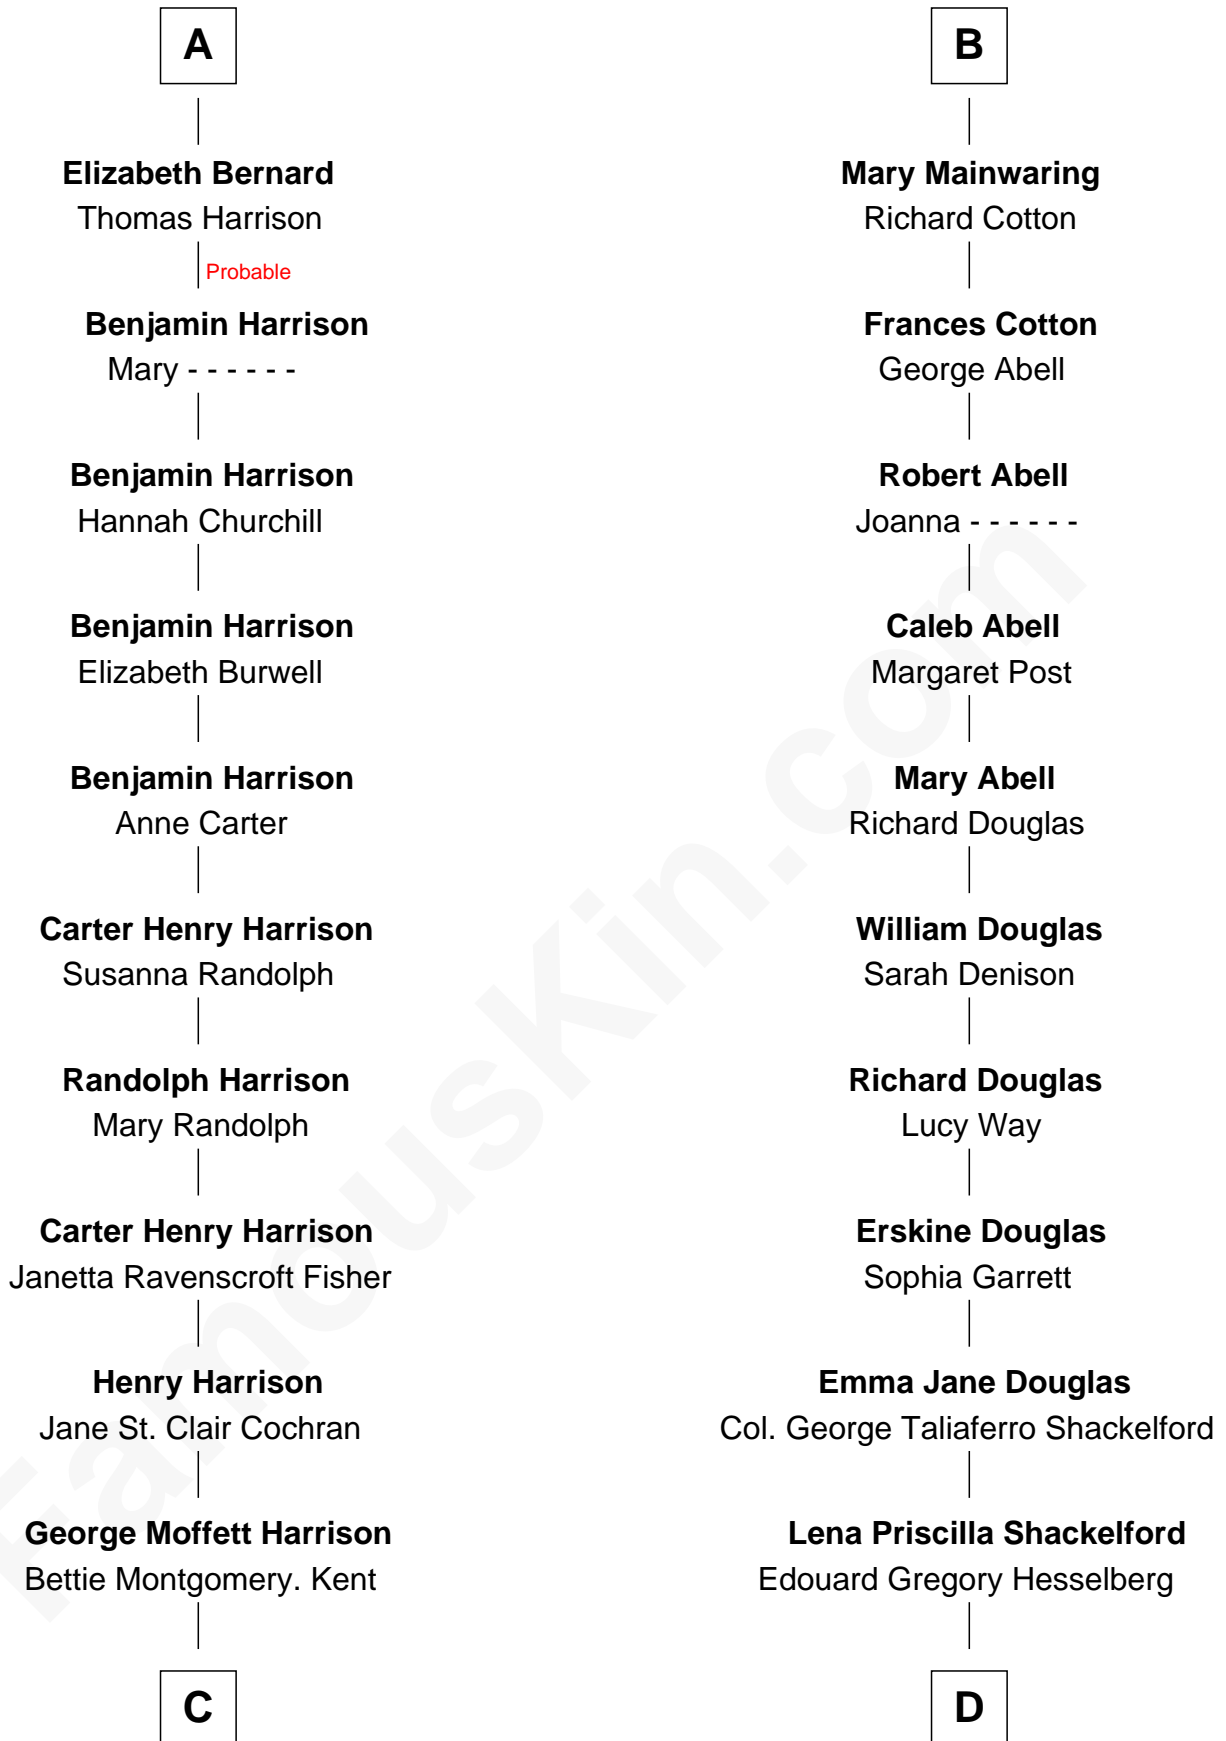 A
Elizabeth Bernard
Thomas Harrison
Probable
Benjamin Harrison
Mary - - - - - -
Benjamin Harrison
Hannah Churchill
Benjamin Harrison
Elizabeth Burwell
Benjamin Harrison
Anne Carter
Carter Henry Harrison
Susanna Randolph
Randolph Harrison
Mary Randolph
Carter Henry Harrison
Janetta Ravenscroft Fisher
Henry Harrison
Jane St. Clair Cochran
George Moffett Harrison
Bettie Montgomery. Kent
C
B
Mary Mainwaring
Richard Cotton
Frances Cotton
George Abell
Robert Abell
Joanna - - - - - -
Caleb Abell
Margaret Post
Mary Abell
Richard Douglas
William Douglas
Sarah Denison
Richard Douglas
Lucy Way
Erskine Douglas
Sophia Garrett
Emma Jane Douglas
Col. George Taliaferro Shackelford
Lena Priscilla Shackelford
Edouard Gregory Hesselberg
D
FamousKin.com